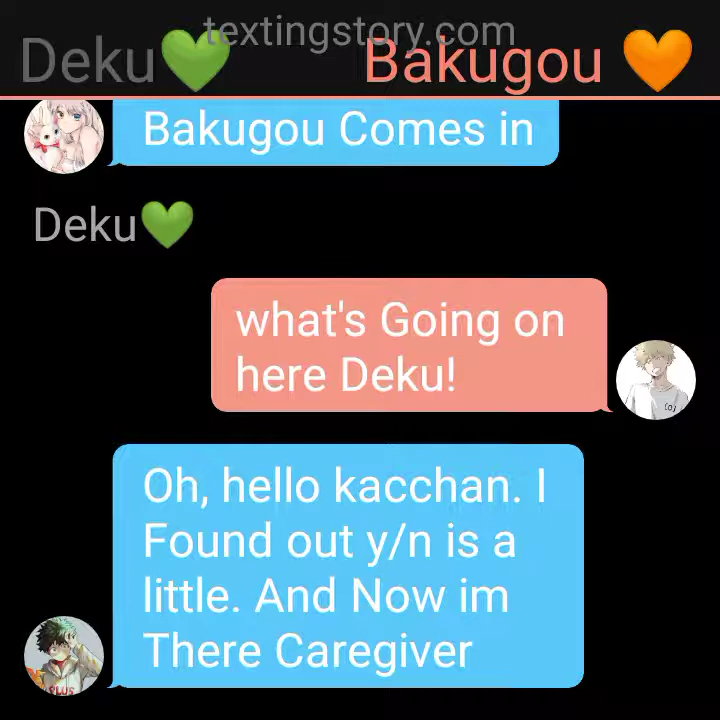 textingstory.com
Deku💚 Bakugou 🧡
Bakugou Comes in
Deku💚
what's Going on
here Deku!
Oh, hello kacchan. I
Found out y/n is a
little. And Now im
There Caregiver
PLUS